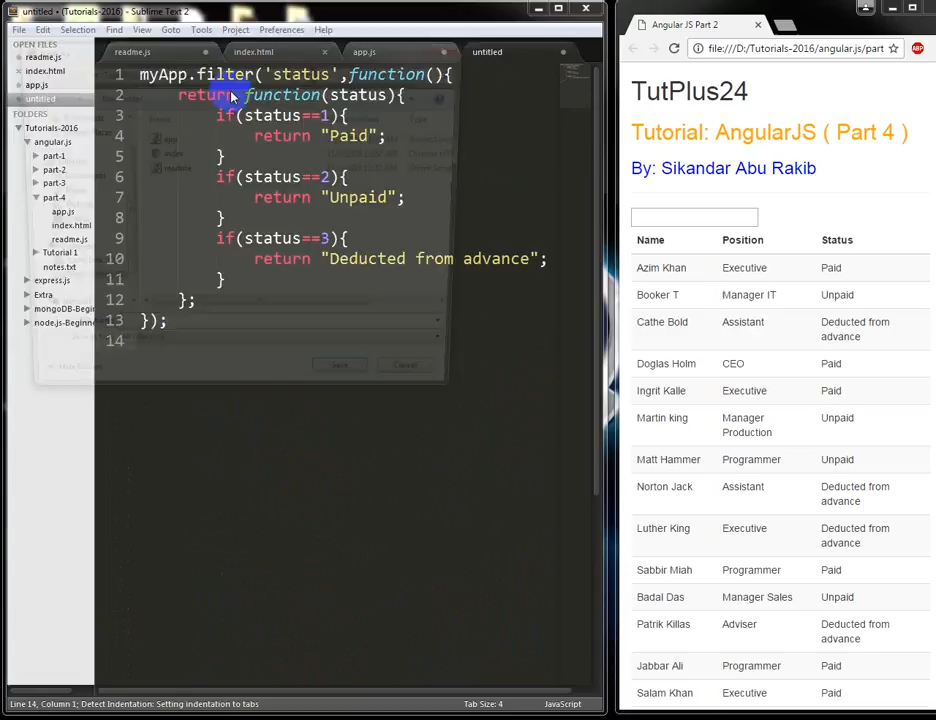 untitled • (Tutorials-2016) - Sublime Text 2
File Edit Selection Find View Goto Tools Project Preferences Help
OPEN FILES
readme.js
index.html
app.js
untitled
FOLDERS
Tutorials-2016
angular.js
part-1
part-2
part-3
part-4
app.js
index.html
readme.js
Tutorial 1
notes.txt
express.js
Extra
mongoDB-Begin
node.js-Beginne
readme.js index.html app.js untitled
1 myApp.filter('status',function(){
2 return function(status){
3 if(status==1){
4 return "Paid";
5 }
6 if(status==2){
7 return "Unpaid";
8 }
9 if(status==3){
10 return "Deducted from advance";
11 }
12 };
13 });
14
Save Cancel
Line 14, Column 1; Detect Indentation: Setting indentation to tabs Tab Size: 4 JavaScript
Angular JS Part 2
file:///D:/Tutorials-2016/angular.js/part
ABP
TutPlus24
Tutorial: AngularJS ( Part 4 )
By: Sikandar Abu Rakib
Name Position Status
Azim Khan Executive Paid
Booker T Manager IT Unpaid
Cathe Bold Assistant Deducted from
advance
Doglas Holm CEO Paid
Ingrit Kalle Executive Paid
Martin king Manager Unpaid
Production
Matt Hammer Programmer Unpaid
Norton Jack Assistant Deducted from
advance
Luther King Executive Deducted from
advance
Sabbir Miah Programmer Paid
Badal Das Manager Sales Unpaid
Patrik Killas Adviser Deducted from
advance
Jabbar Ali Programmer Paid
Salam Khan Executive Paid